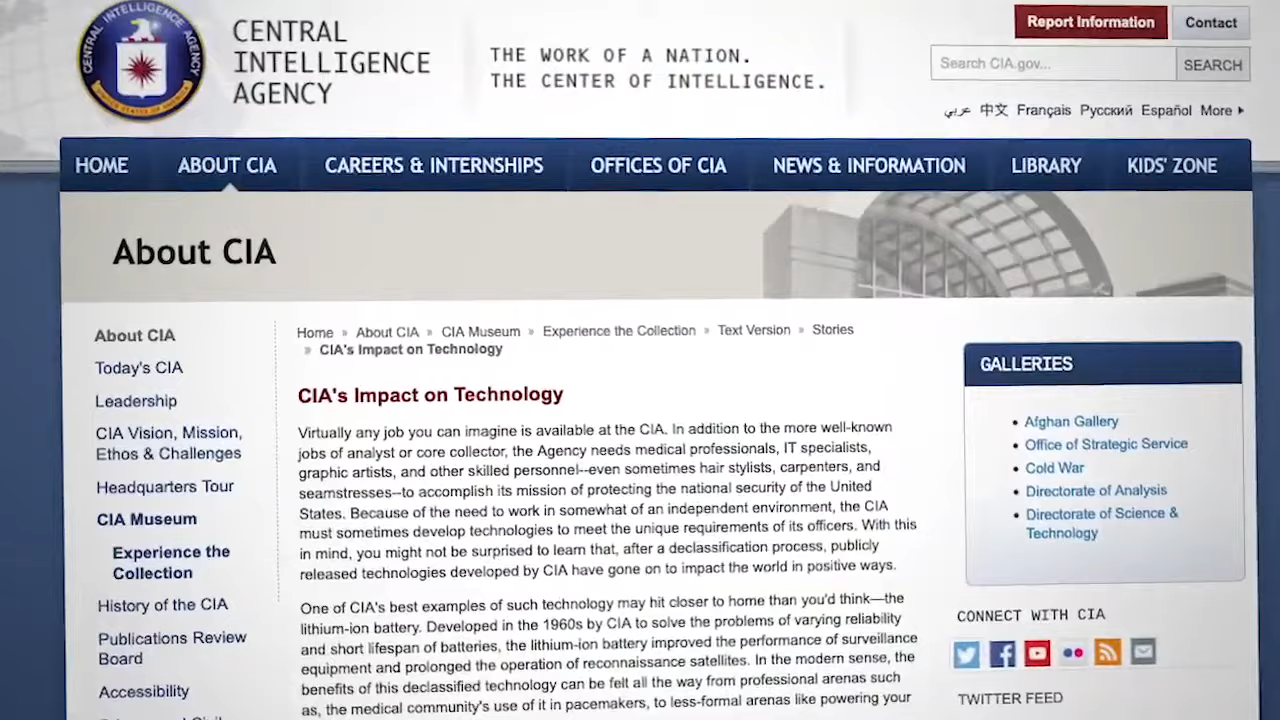 CENTRAL INTELLIGENCE AGENCY
UNITED STATES OF AMERICA
CENTRAL
INTELLIGENCE
AGENCY
THE WORK OF A NATION.
THE CENTER OF INTELLIGENCE.
Report Information
Contact
Search CIA.gov...
SEARCH
عربي 中文 Français Русский Español More
HOME
ABOUT CIA
CAREERS & INTERNSHIPS
OFFICES OF CIA
NEWS & INFORMATION
LIBRARY
KIDS' ZONE
About CIA
About CIA
Today's CIA
Leadership
CIA Vision, Mission,
Ethos & Challenges
Headquarters Tour
CIA Museum
Experience the
Collection
History of the CIA
Publications Review
Board
Accessibility
Home » About CIA » CIA Museum » Experience the Collection » Text Version » Stories
» CIA's Impact on Technology
CIA's Impact on Technology
Virtually any job you can imagine is available at the CIA. In addition to the more well-known
jobs of analyst or core collector, the Agency needs medical professionals, IT specialists,
graphic artists, and other skilled personnel--even sometimes hair stylists, carpenters, and
seamstresses--to accomplish its mission of protecting the national security of the United
States. Because of the need to work in somewhat of an independent environment, the CIA
must sometimes develop technologies to meet the unique requirements of its officers. With this
in mind, you might not be surprised to learn that, after a declassification process, publicly
released technologies developed by CIA have gone on to impact the world in positive ways.
One of CIA's best examples of such technology may hit closer to home than you'd think—the
lithium-ion battery. Developed in the 1960s by CIA to solve the problems of varying reliability
and short lifespan of batteries, the lithium-ion battery improved the performance of surveillance
equipment and prolonged the operation of reconnaissance satellites. In the modern sense, the
benefits of this declassified technology can be felt all the way from professional arenas such
as, the medical community's use of it in pacemakers, to less-formal arenas like powering your
GALLERIES
• Afghan Gallery
• Office of Strategic Service
• Cold War
• Directorate of Analysis
• Directorate of Science &
Technology
CONNECT WITH CIA
TWITTER FEED